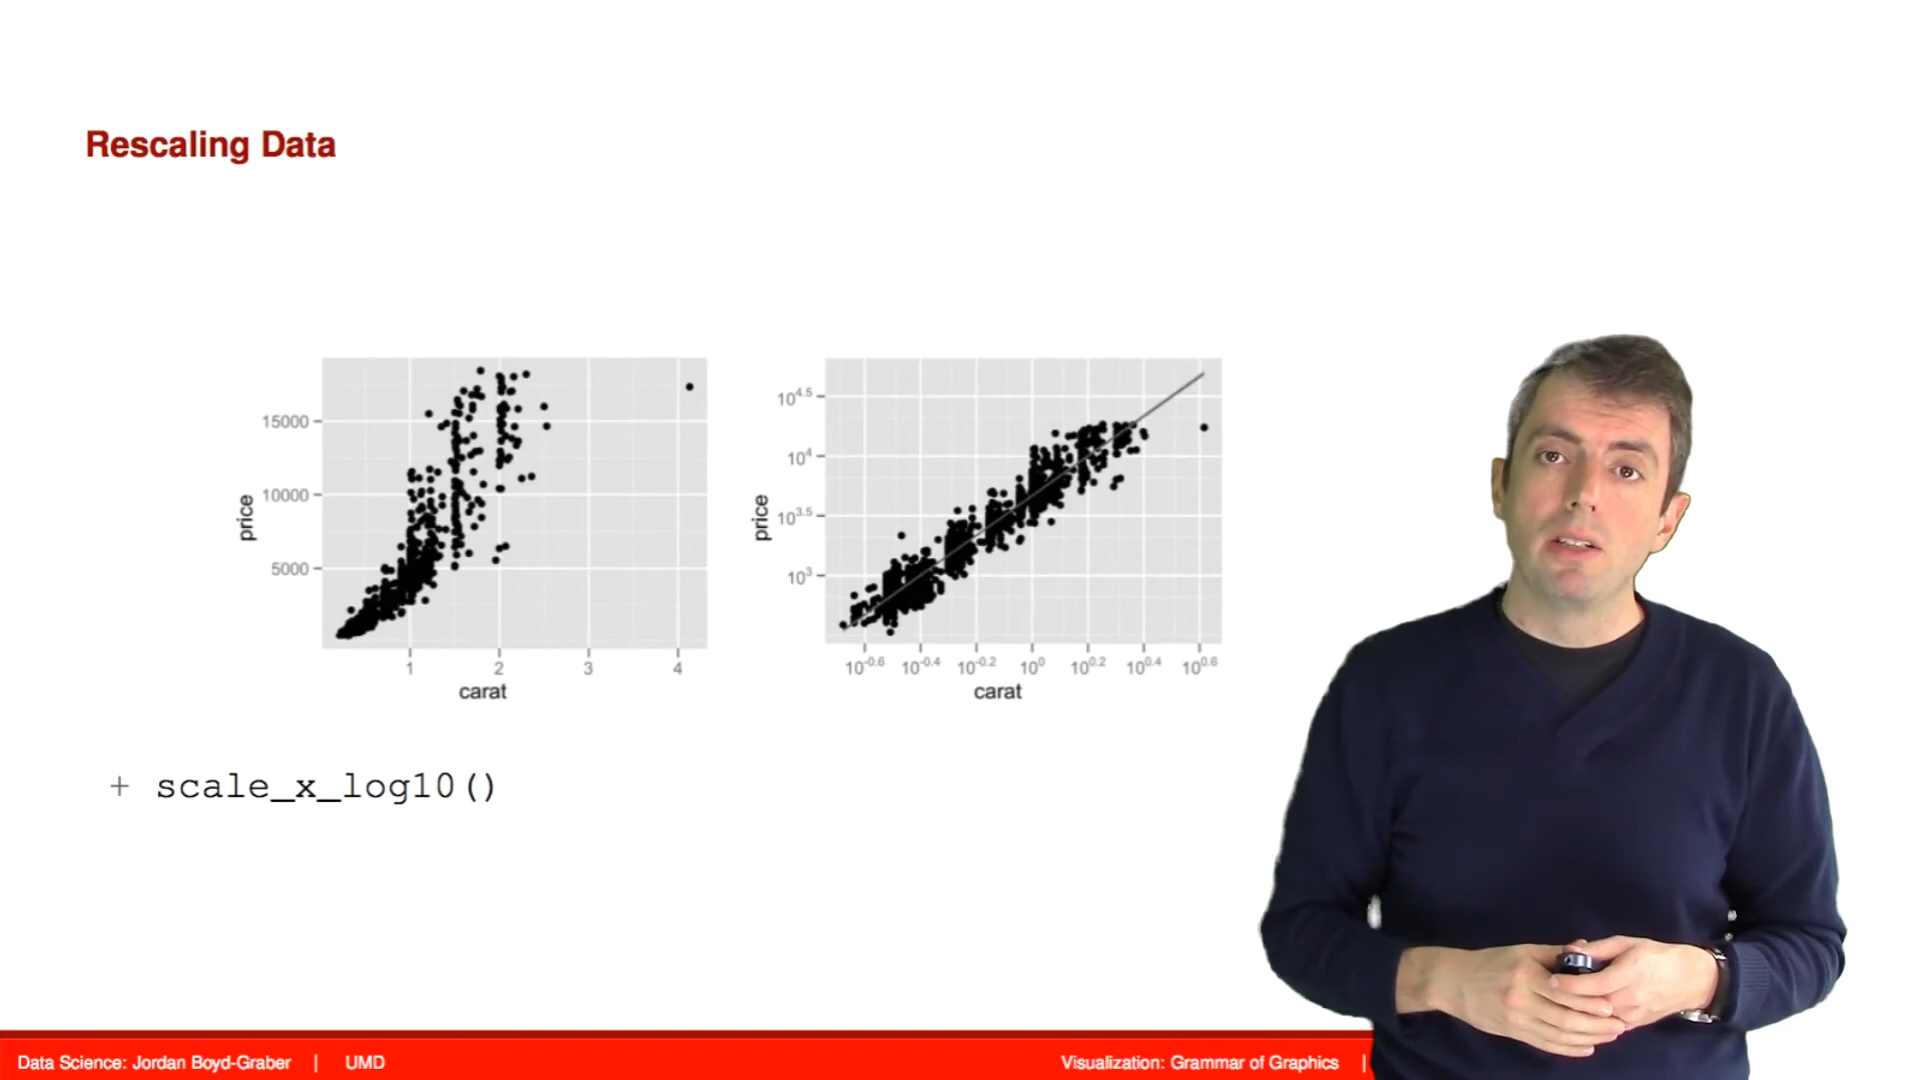 Rescaling Data
15000
10000
5000
price
1 2 3 4
carat
10^4.5
10^4
10^3.5
10^3
price
10^-0.6 10^-0.4 10^-0.2 10^0 10^0.2 10^0.4 10^0.6
carat
+ scale_x_log10()
Data Science: Jordan Boyd-Graber | UMD
Visualization: Grammar of Graphics |